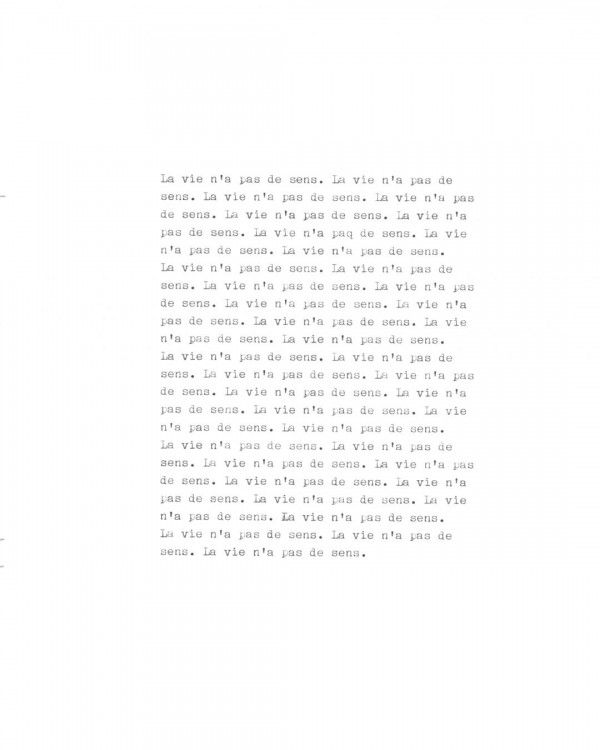 La vie n'a pas de sens. La vie n'a pas de
sens. La vie n'a pas de sens. La vie n'a pas
de sens. La vie n'a pas de sens. La vie n'a
pas de sens. La vie n'a paq de sens. La vie
n'a pas de sens. La vie n'a pas de sens.
La vie n'a pas de sens. La vie n'a pas de
sens. La vie n'a pas de sens. La vie n'a pas
de sens. La vie n'a pas de sens. La vie n'a
pas de sens. La vie n'a pas de sens. La vie
n'a pas de sens. La vie n'a pas de sens.
La vie n'a pas de sens. La vie n'a pas de
sens. La vie n'a pas de sens. La vie n'a pas
de sens. La vie n'a pas de sens. La vie n'a
pas de sens. La vie n'a pas de sens. La vie
n'a pas de sens. La vie n'a pas de sens.
La vie n'a pas de sens. La vie n'a pas de
sens. La vie n'a pas de sens. La vie n'a pas
de sens. La vie n'a pas de sens. La vie n'a
pas de sens. La vie n'a pas de sens. La vie
n'a pas de sens. La vie n'a pas de sens.
La vie n'a pas de sens. La vie n'a pas de
sens. La vie n'a pas de sens.